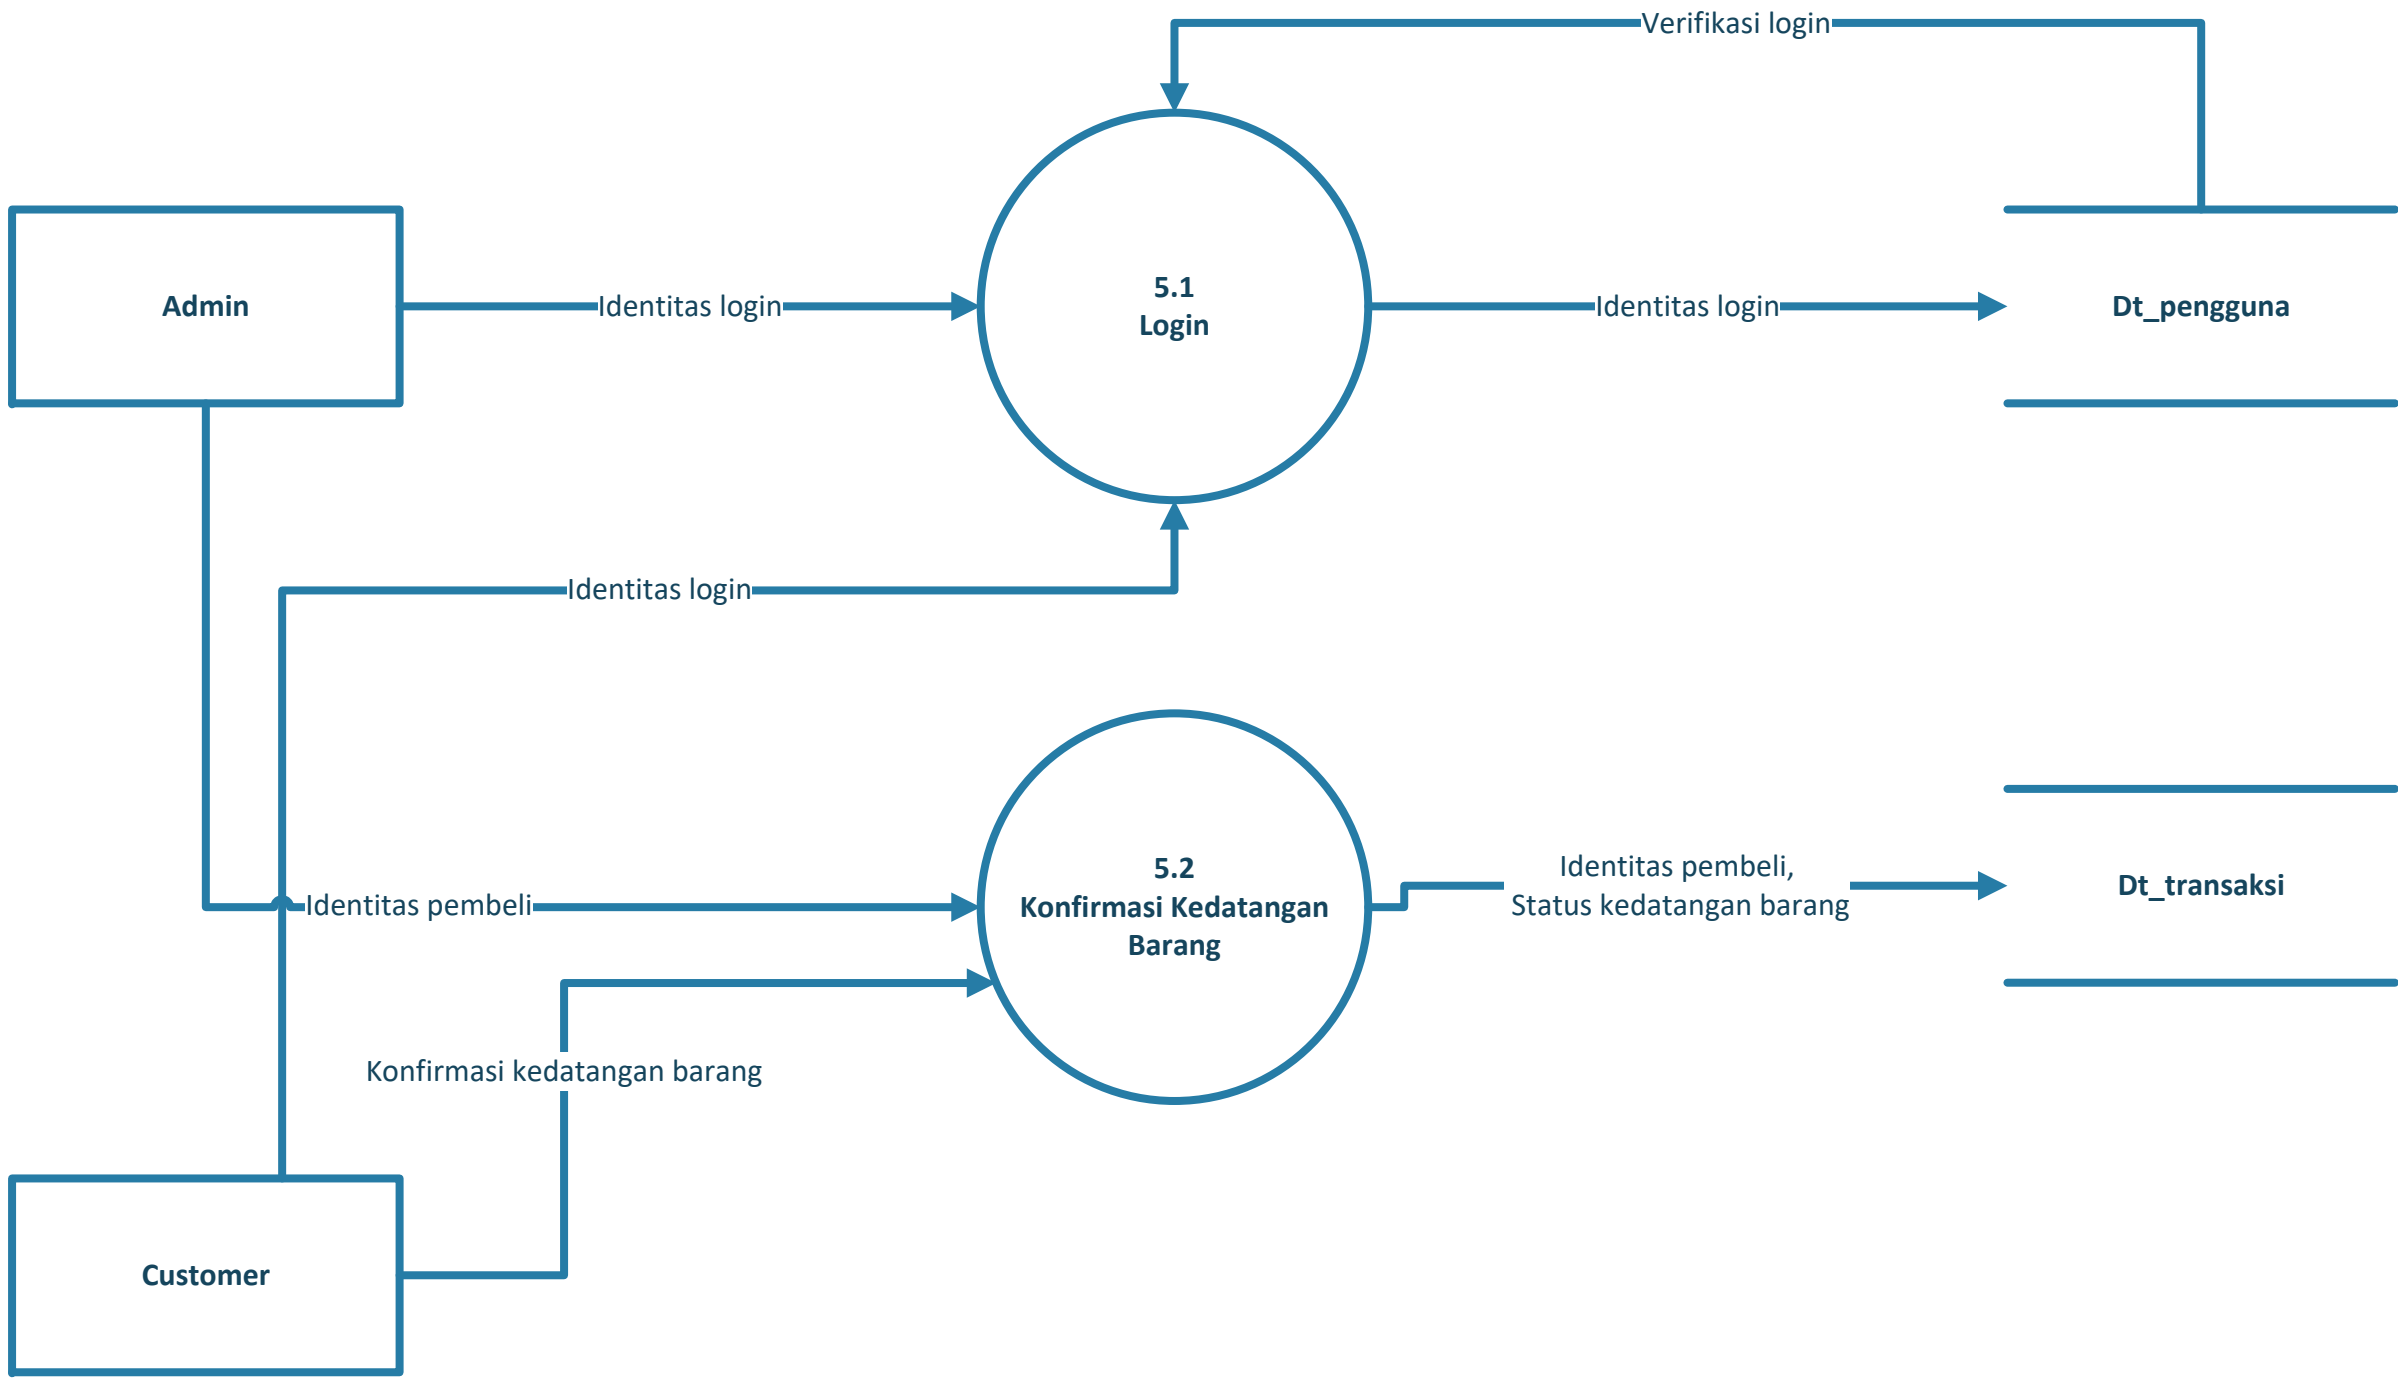 Verifikasi login
Admin
Identitas login
5.1
Login
Identitas login
Dt_pengguna
Identitas login
Identitas pembeli
5.2
Konfirmasi Kedatangan
Barang
Identitas pembeli,
Status kedatangan barang
Dt_transaksi
Konfirmasi kedatangan barang
Customer